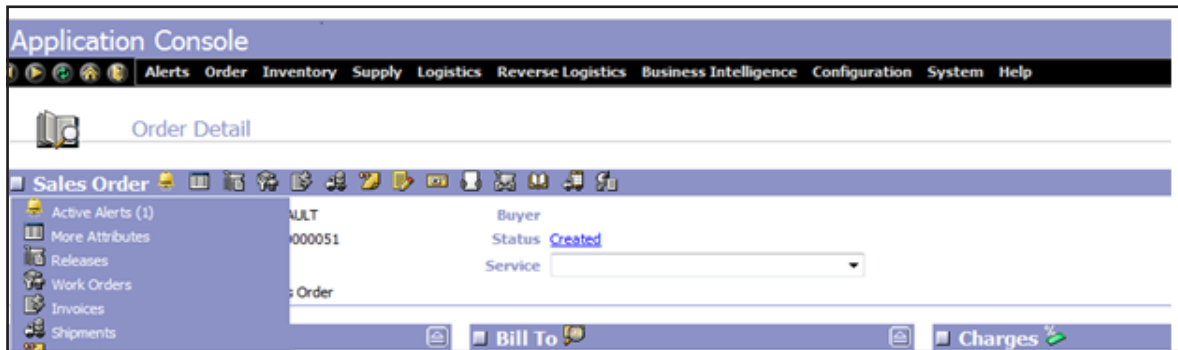 Application Console
Alerts Order Inventory Supply Logistics Reverse Logistics Business Intelligence Configuration System Help
Order Detail
Sales Order
Active Alerts (1)
AULT
Buyer
More Attributes
0000051
Status Created
Releases
Service
Work Orders
s Order
Invoices
Shipments
Bill To
Charges